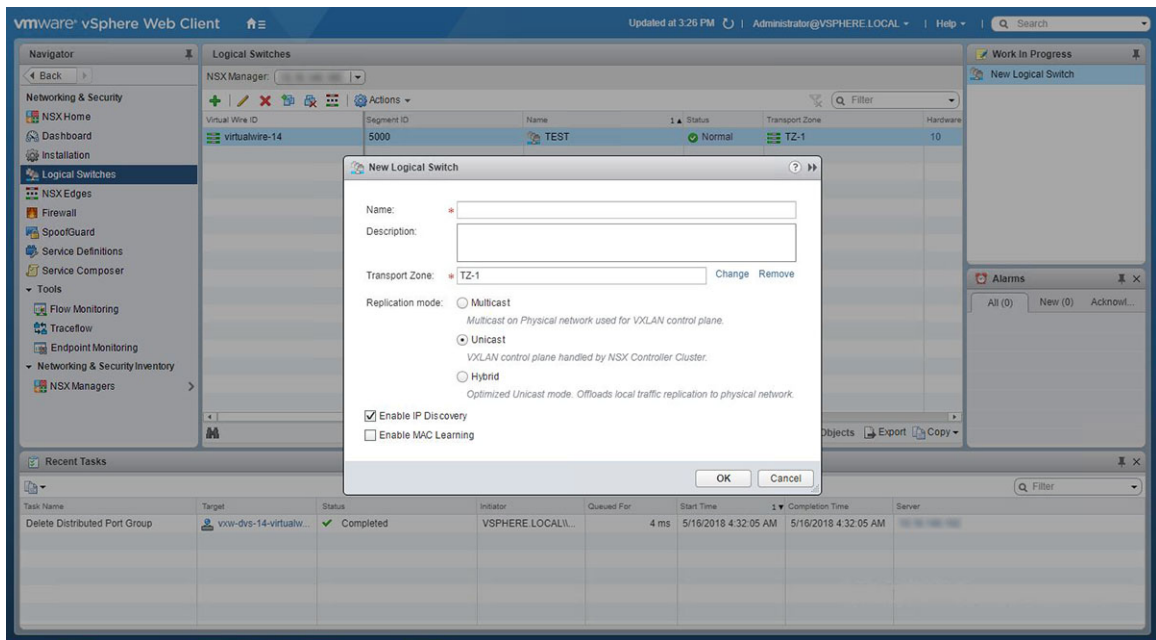 vmware® vSphere Web Client
Updated at 3:26 PM | Administrator@VSPHERE.LOCAL | Help | Search
Navigator
Back
Networking & Security
NSX Home
Dashboard
Installation
Logical Switches
NSX Edges
Firewall
SpoofGuard
Service Definitions
Service Composer
Tools
Flow Monitoring
Traceflow
Endpoint Monitoring
Networking & Security Inventory
NSX Managers
Logical Switches
NSX Manager:
Actions
Filter
Virtual Wire ID Segment ID Name 1 Status Transport Zone Hardware
virtualwire-14 5000 TEST Normal TZ-1 10
New Logical Switch
Name: *
Description:
Transport Zone: * TZ-1 Change Remove
Replication mode: Multicast
Multicast on Physical network used for VXLAN control plane.
Unicast
VXLAN control plane handled by NSX Controller Cluster.
Hybrid
Optimized Unicast mode. Offloads local traffic replication to physical network.
Enable IP Discovery
Enable MAC Learning
OK Cancel
Objects Export Copy
Work In Progress
New Logical Switch
Alarms
All (0) New (0) Acknowl...
Recent Tasks
Filter
Task Name Target Status Initiator Queued For Start Time 1 Completion Time Server
Delete Distributed Port Group vxw-dvs-14-virtualw... Completed VSPHERE.LOCAL\\... 4 ms 5/16/2018 4:32:05 AM 5/16/2018 4:32:05 AM